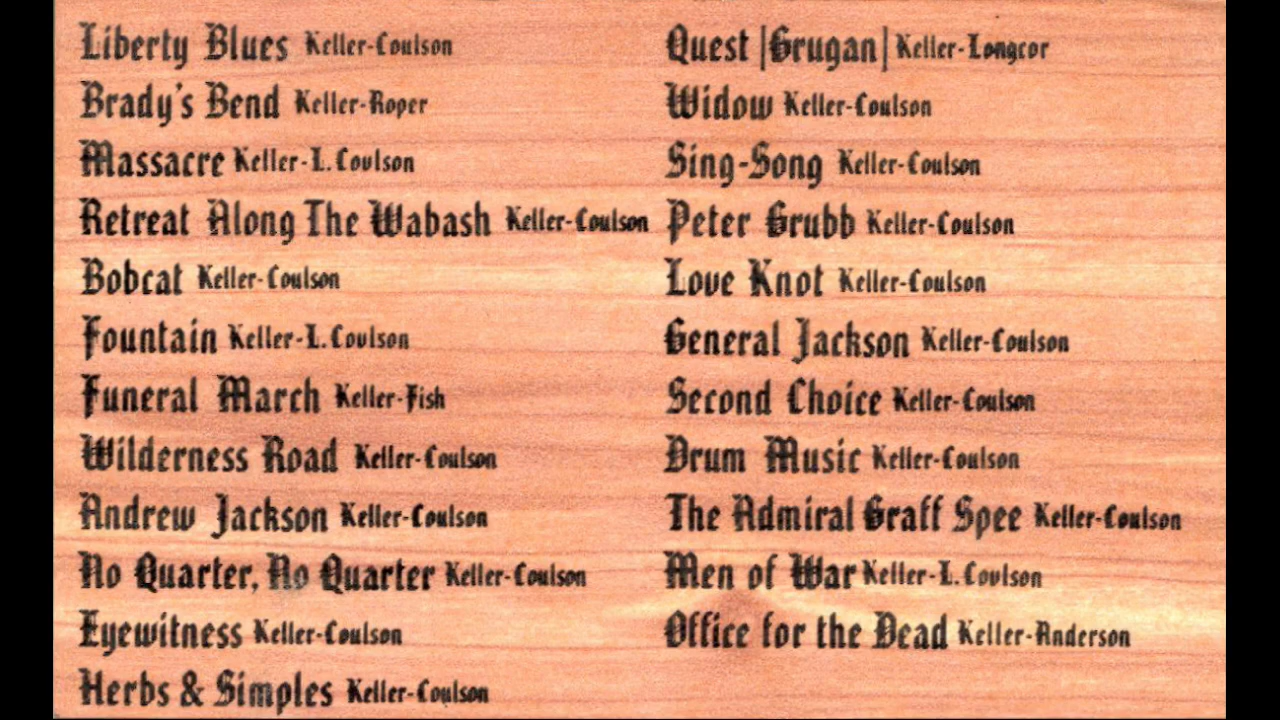 Liberty Blues Keller-Coulson
Brady's Bend Keller-Roper
Massacre Keller-L. Coulson
Retreat Along The Wabash Keller-Coulson
Bobcat Keller-Coulson
Fountain Keller-L. Coulson
Funeral March Keller-Fish
Wilderness Road Keller-Coulson
Andrew Jackson Keller-Coulson
No Quarter, No Quarter Keller-Coulson
Eyewitness Keller-Coulson
Herbs & Simples Keller-Coulson
Quest |Grugan| Keller-Longcor
Widow Keller-Coulson
Sing-Song Keller-Coulson
Peter Grubb Keller-Coulson
Love Knot Keller-Coulson
General Jackson Keller-Coulson
Second Choice Keller-Coulson
Drum Music Keller-Coulson
The Admiral Graff Spee Keller-Coulson
Men of War Keller-L. Coulson
Office for the Dead Keller-Anderson